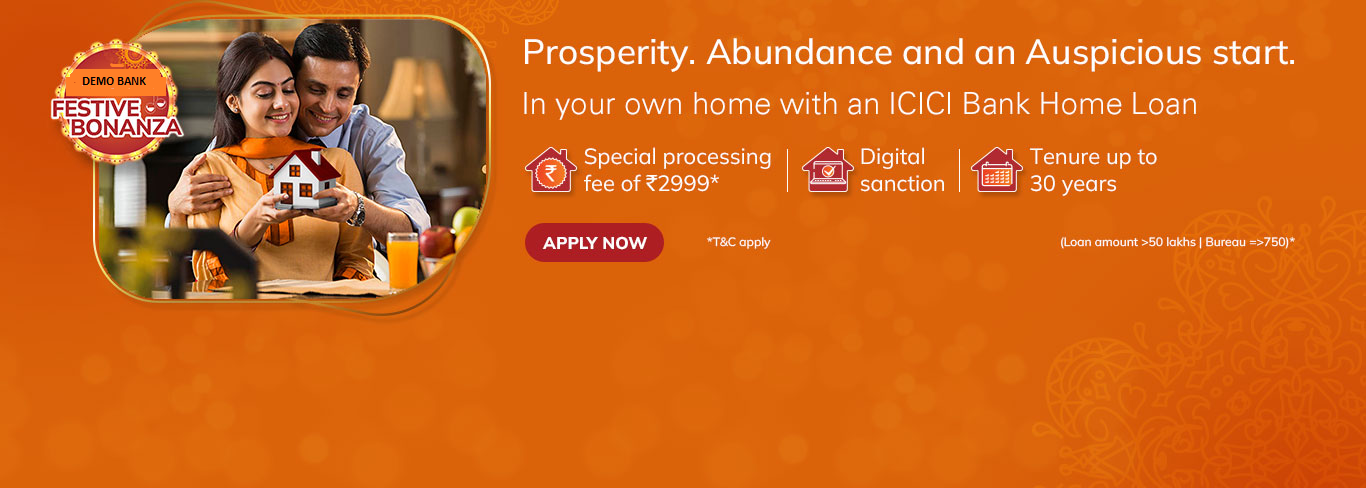 DEMO BANK
FESTIVE
BONANZA
Prosperity. Abundance and an Auspicious start.
In your own home with an ICICI Bank Home Loan
Special processing
fee of ₹2999*
Digital
sanction
Tenure up to
30 years
APPLY NOW
*T&C apply
(Loan amount >50 lakhs | Bureau =>750)*